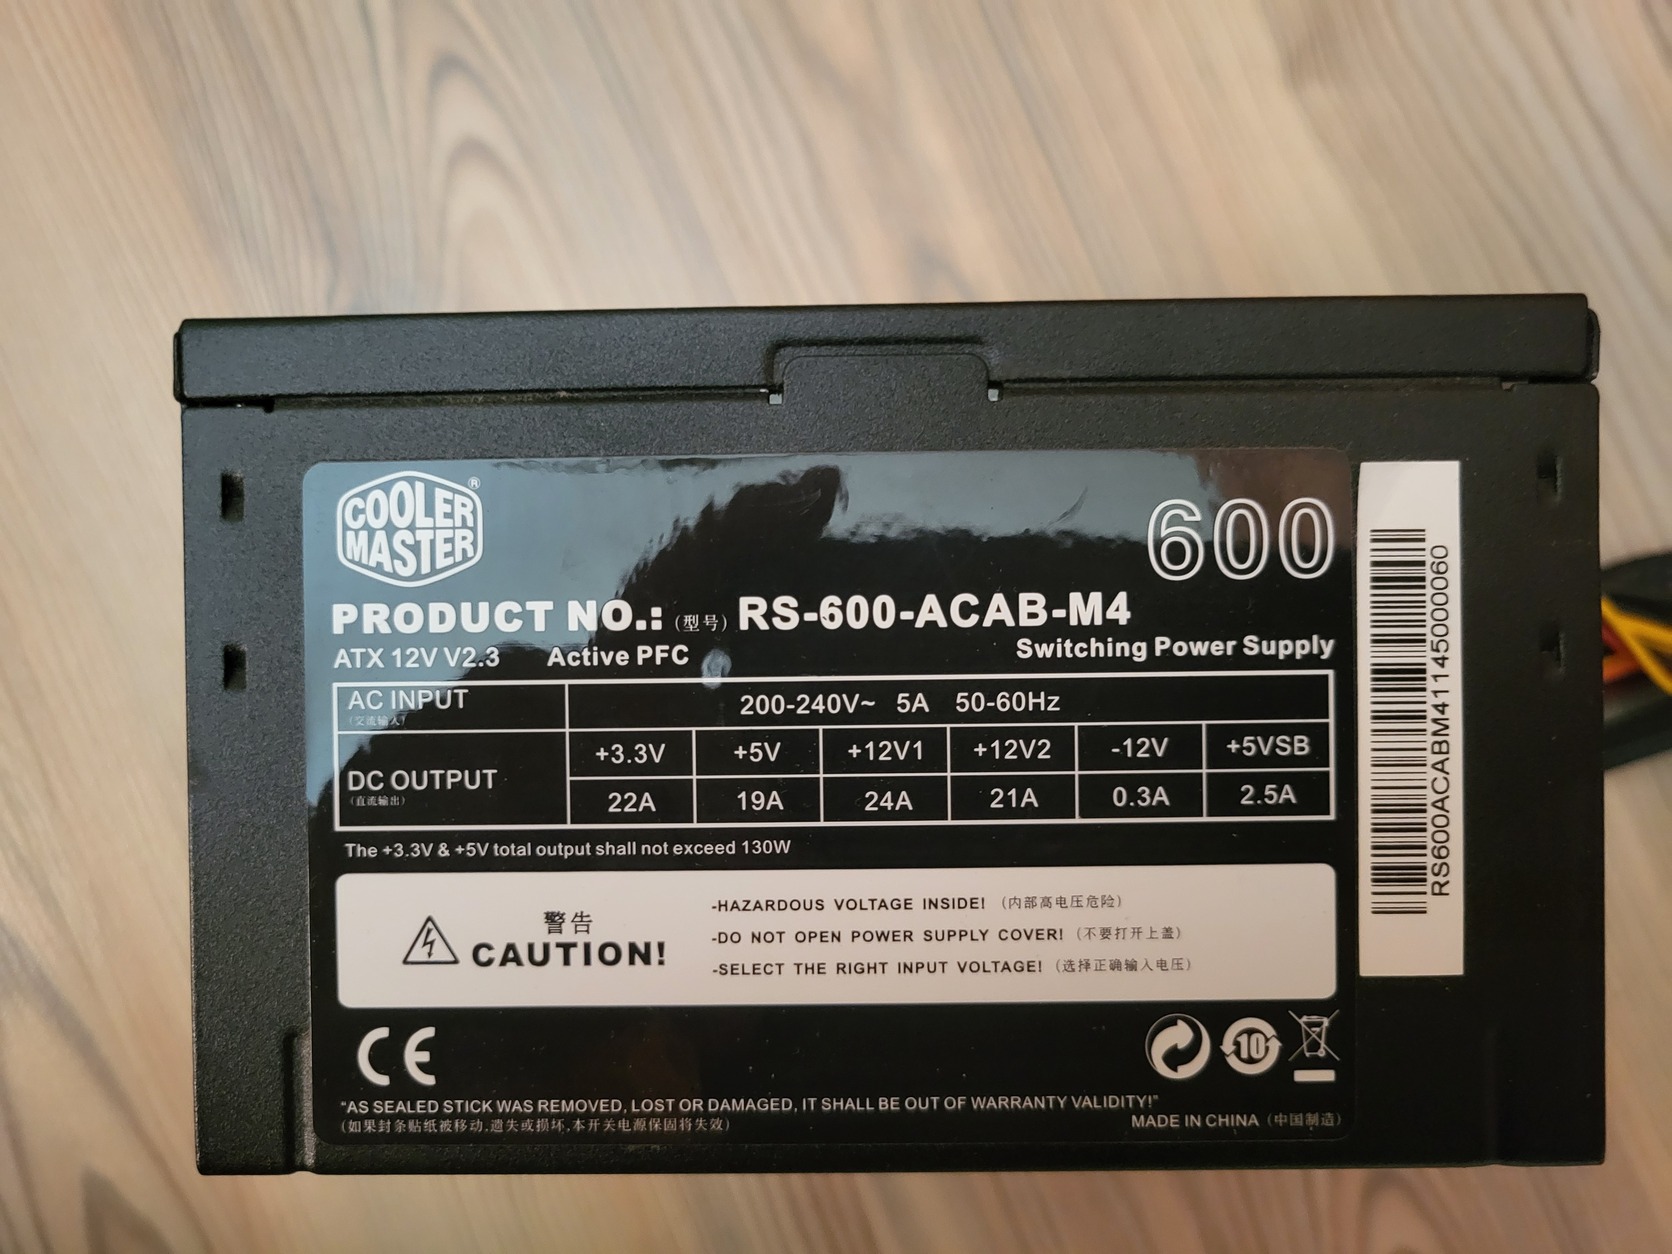 COOLER
MASTER®
600
PRODUCT NO.: (型号) RS-600-ACAB-M4
ATX 12V V2.3 Active PFC Switching Power Supply
AC INPUT 200-240V~ 5A 50-60Hz
(交流输入)
+3.3V +5V +12V1 +12V2 -12V +5VSB
DC OUTPUT
(直流输出)
22A 19A 24A 21A 0.3A 2.5A
The +3.3V & +5V total output shall not exceed 130W
警告
CAUTION!
-HAZARDOUS VOLTAGE INSIDE! (内部高电压危险)
-DO NOT OPEN POWER SUPPLY COVER! (不要打开上盖)
-SELECT THE RIGHT INPUT VOLTAGE! (选择正确输入电压)
CE
10
"AS SEALED STICK WAS REMOVED, LOST OR DAMAGED, IT SHALL BE OUT OF WARRANTY VALIDITY!"
(如果封条贴纸被移动,遗失或损坏,本开关电源保固将失效)
MADE IN CHINA (中国制造)
RS600ACABM41114500060